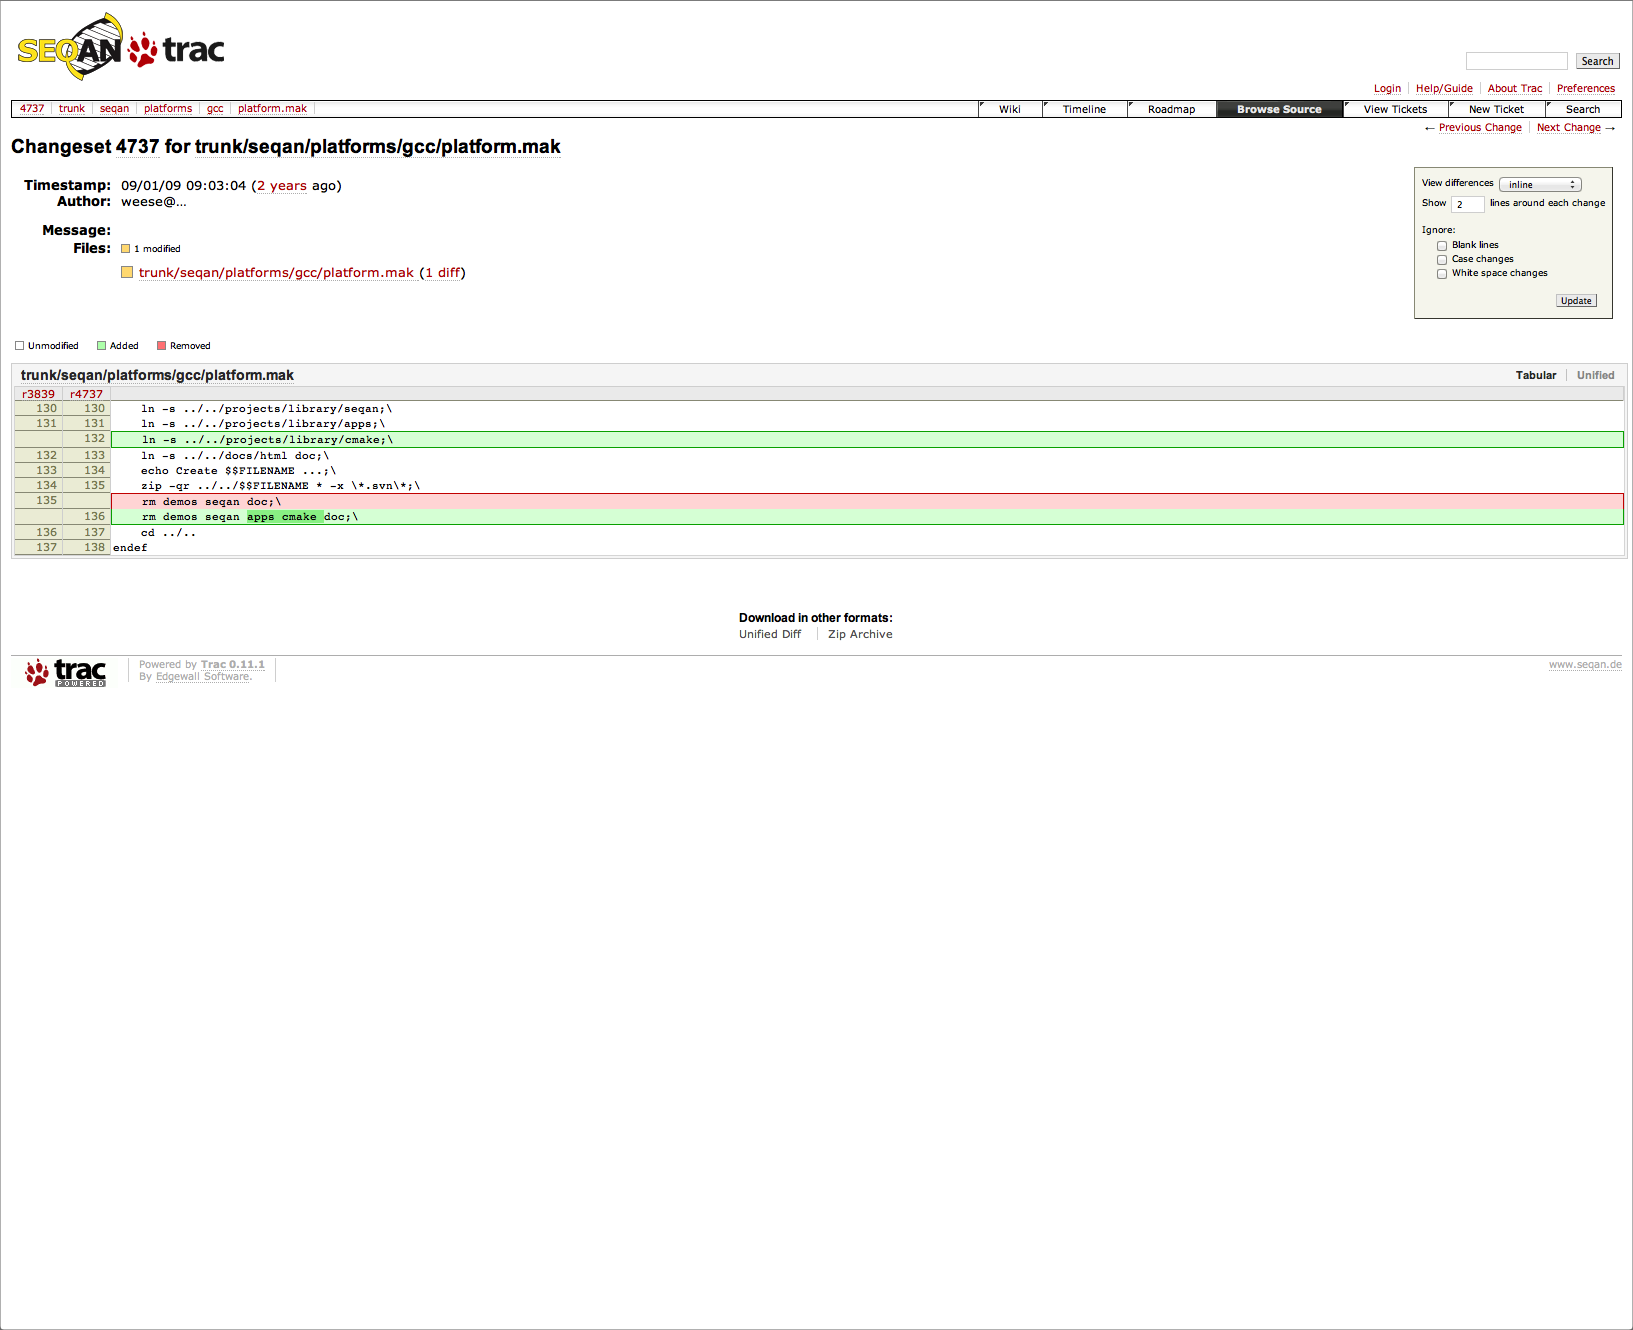 SEQAN trac
Search
Login Help/Guide About Trac Preferences
4737 trunk seqan platforms gcc platform.mak Wiki Timeline Roadmap Browse Source View Tickets New Ticket Search
← Previous Change Next Change →
Changeset 4737 for trunk/seqan/platforms/gcc/platform.mak
Timestamp: 09/01/09 09:03:04 (2 years ago)
Author: weese@...
Message:
Files: 1 modified
trunk/seqan/platforms/gcc/platform.mak (1 diff)
View differences inline
Show 2 lines around each change
Ignore:
Blank lines
Case changes
White space changes
Update
Unmodified Added Removed
trunk/seqan/platforms/gcc/platform.mak Tabular Unified
r3839 r4737
130 130 ln -s ../../projects/library/seqan;\
131 131 ln -s ../../projects/library/apps;\
132 ln -s ../../projects/library/cmake;\
132 133 ln -s ../../docs/html doc;\
133 134 echo Create $$FILENAME ...;\
134 135 zip -qr ../../$$FILENAME * -x \*.svn\*;\
135 rm demos seqan doc;\
136 rm demos seqan apps cmake doc;\
136 137 cd ../..
137 138 endef
Download in other formats:
Unified Diff Zip Archive
trac POWERED
Powered by Trac 0.11.1
By Edgewall Software.
www.seqan.de